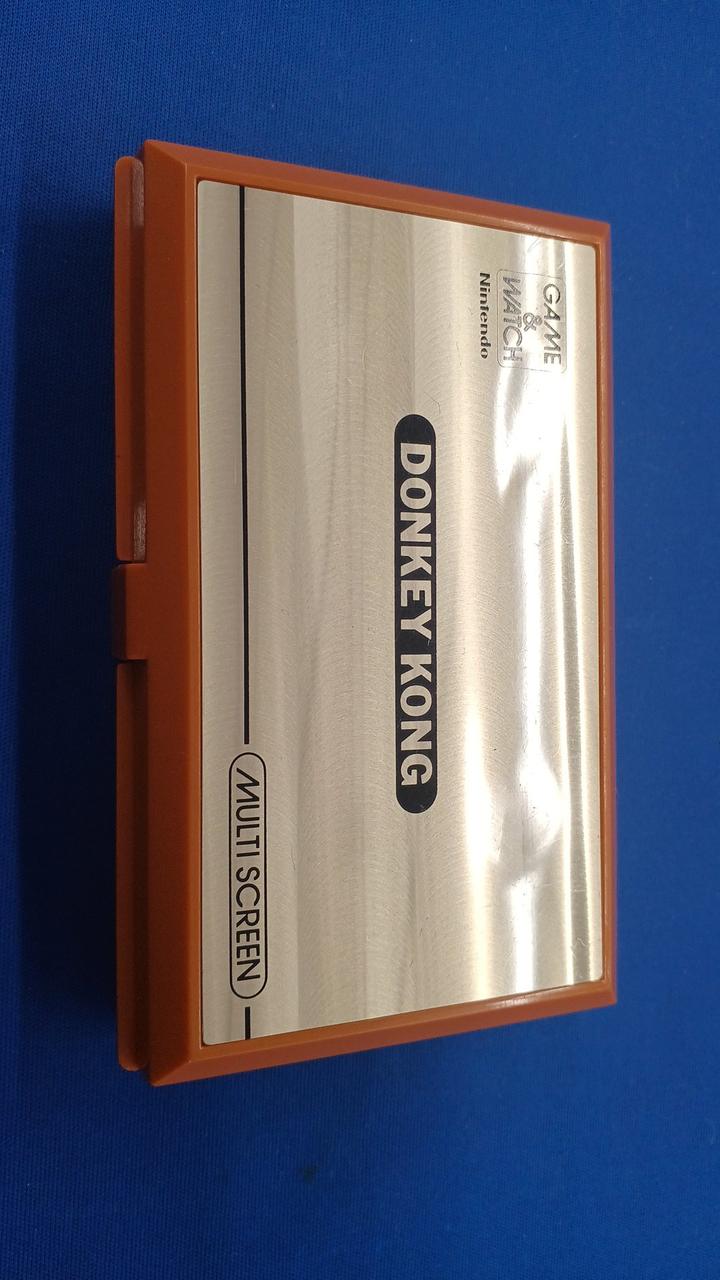 GAME
&
WATCH
Nintendo
DONKEY KONG
MULTI SCREEN